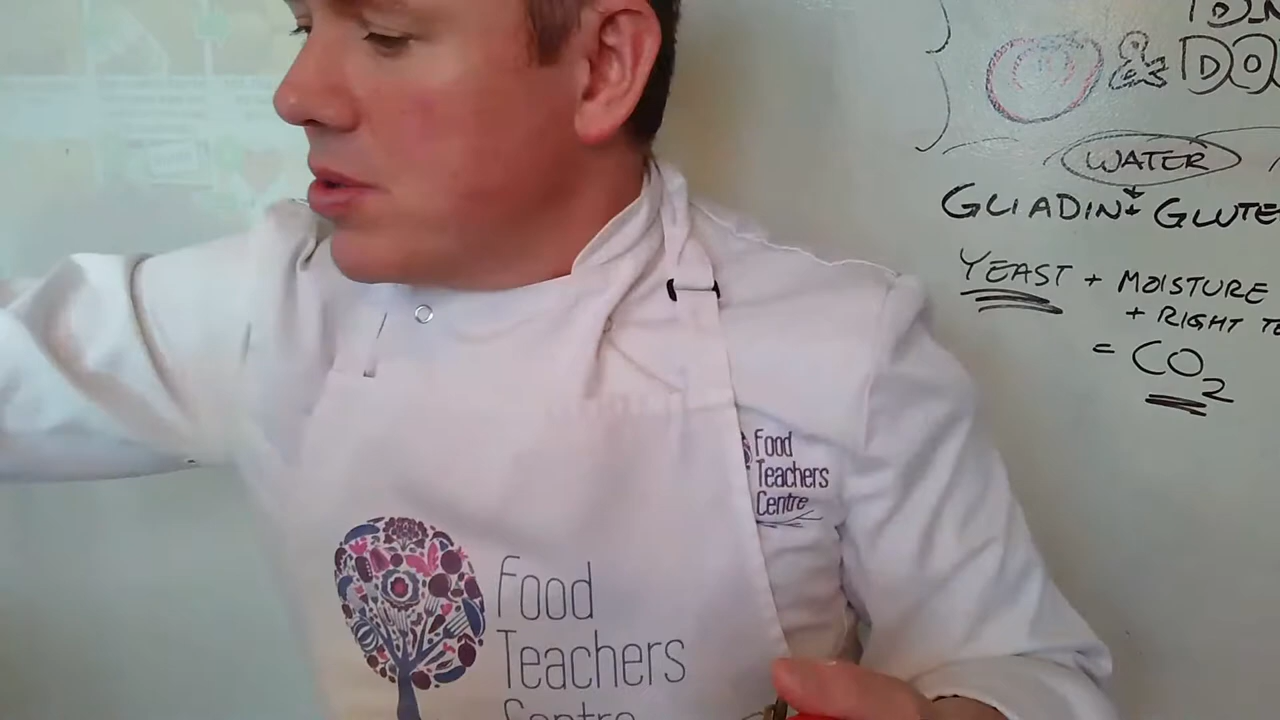 & DO
WATER
GLIADIN + GLUTE
YEAST + MOISTURE
+ RIGHT TE
= CO2
Food
Teachers
Centre
Food
Teachers
Centre